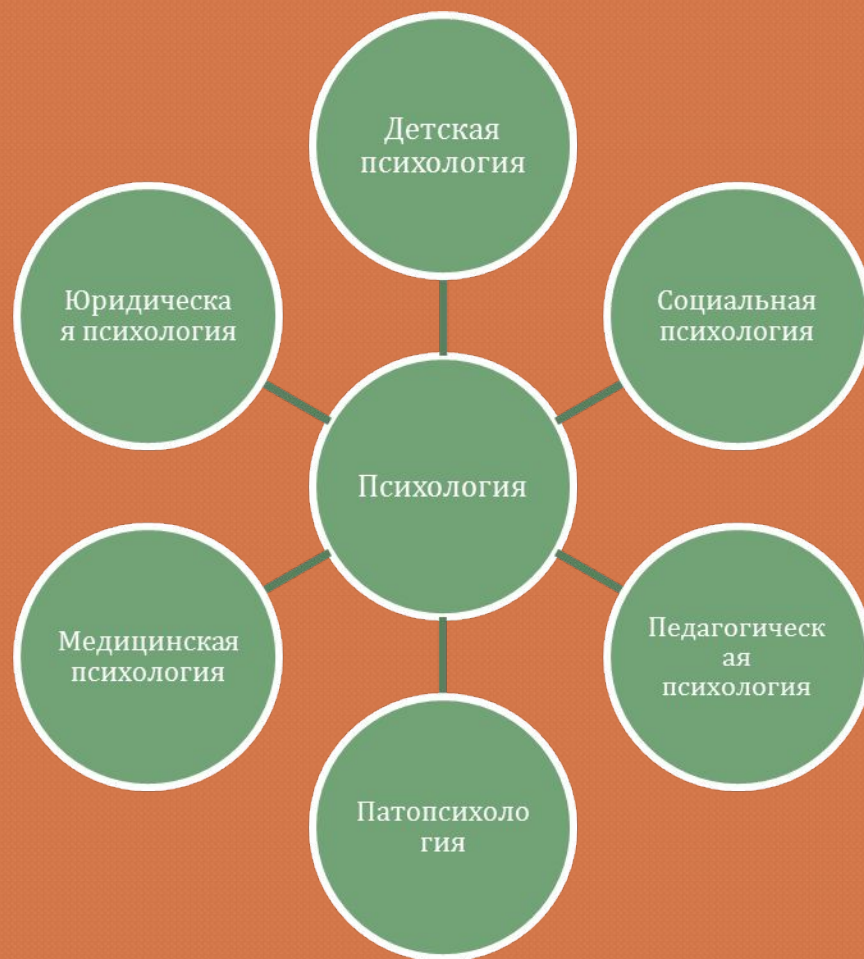 Детская
психология
Юридическа
я психология
Социальная
психология
Психология
Медицинская
психология
Педагогическ
ая
психология
Патопсихоло
гия